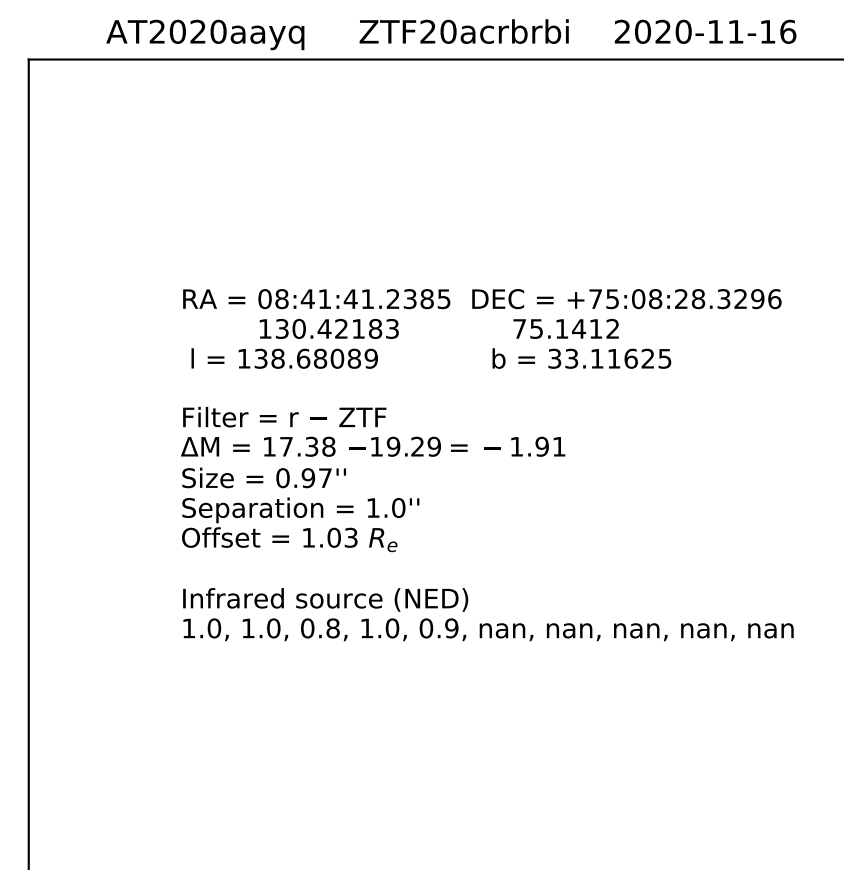 AT2020aayq ZTF20acrbrbi 2020-11-16
RA = 08:41:41.2385 DEC = +75:08:28.3296
130.42183 75.1412
l = 138.68089 b = 33.11625
Filter = r − ZTF
ΔM = 17.38 −19.29 = − 1.91
Size = 0.97''
Separation = 1.0''
Offset = 1.03 Re
Infrared source (NED)
1.0, 1.0, 0.8, 1.0, 0.9, nan, nan, nan, nan, nan